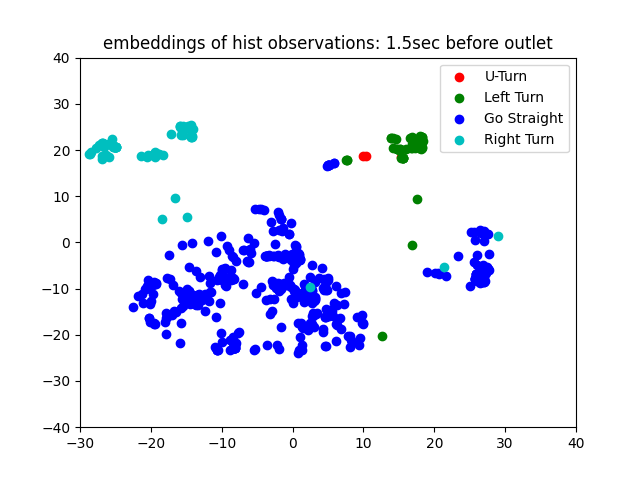 embeddings of hist observations: 1.5sec before outlet
U-Turn
Left Turn
Go Straight
Right Turn
40
30
20
10
0
−10
−20
−30
−40
−30 −20 −10 0 10 20 30 40